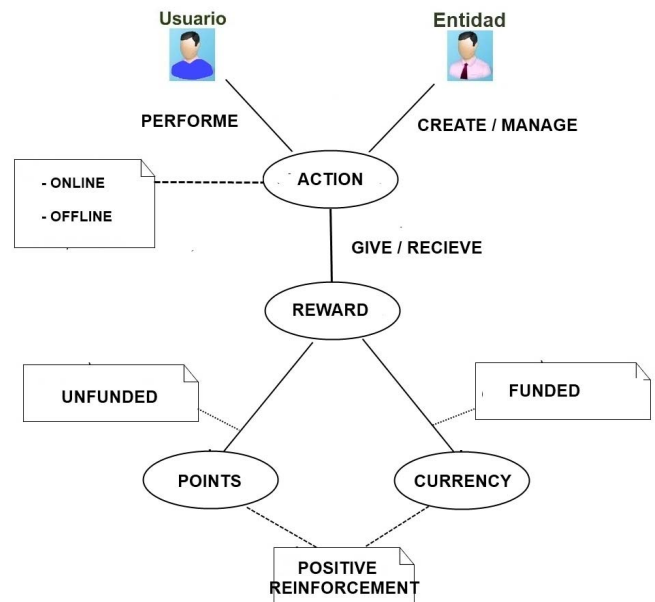 Usuario
Entidad
PERFORME
CREATE / MANAGE
ACTION
- ONLINE
- OFFLINE
GIVE / RECIEVE
REWARD
UNFUNDED
FUNDED
POINTS
CURRENCY
POSITIVE
REINFORCEMENT